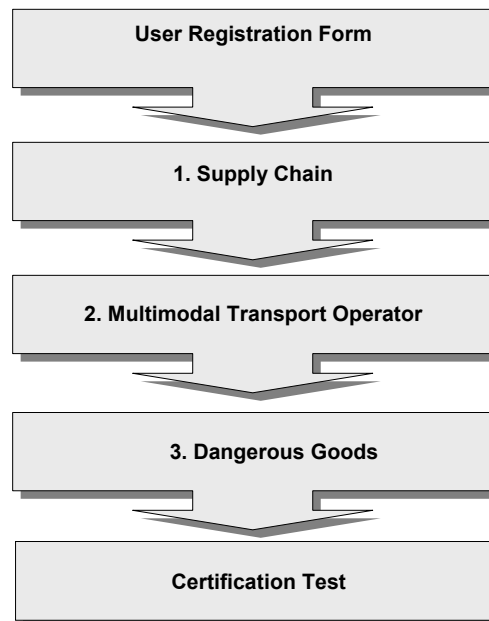 User Registration Form
1. Supply Chain
2. Multimodal Transport Operator
3. Dangerous Goods
Certification Test